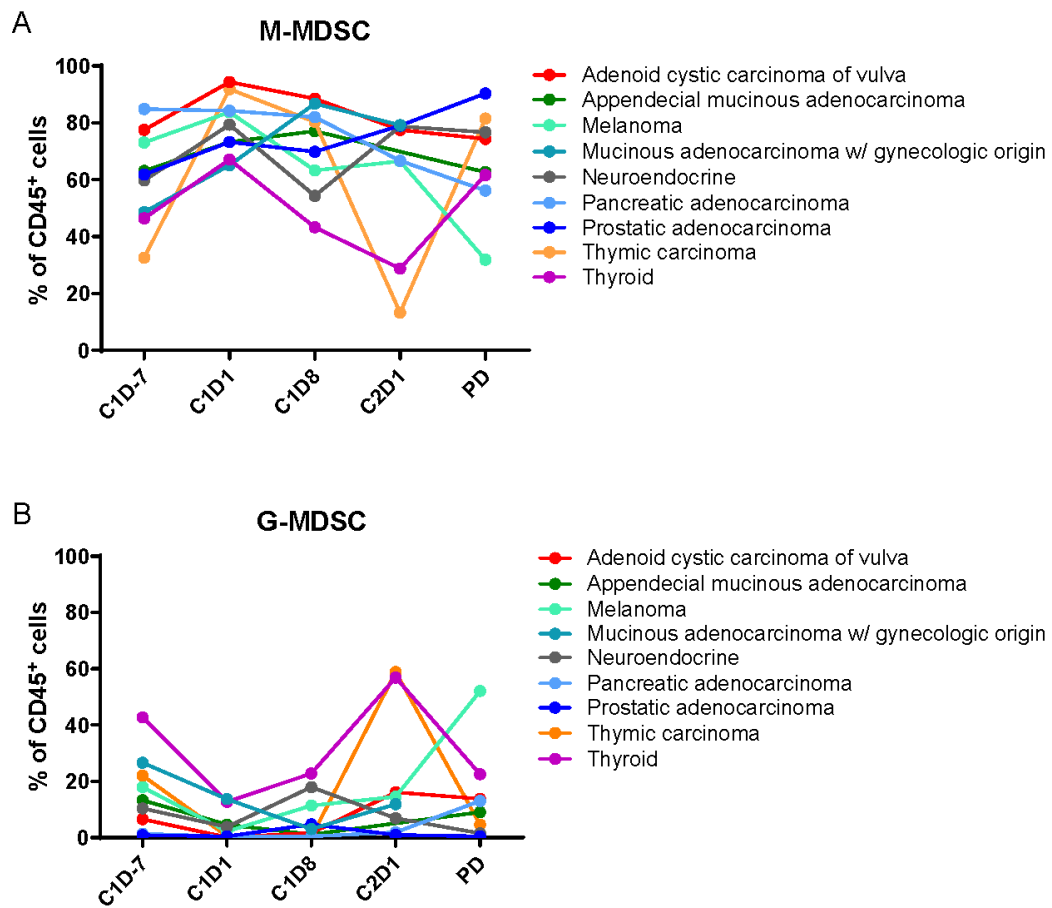 A
M-MDSC
% of CD45⁺ cells
100
80
60
40
20
0
C1D-7
C1D1
C1D8
C2D1
PD
Adenoid cystic carcinoma of vulva
Appendecial mucinous adenocarcinoma
Melanoma
Mucinous adenocarcinoma w/ gynecologic origin
Neuroendocrine
Pancreatic adenocarcinoma
Prostatic adenocarcinoma
Thymic carcinoma
Thyroid
B
G-MDSC
% of CD45⁺ cells
100
80
60
40
20
0
C1D-7
C1D1
C1D8
C2D1
PD
Adenoid cystic carcinoma of vulva
Appendecial mucinous adenocarcinoma
Melanoma
Mucinous adenocarcinoma w/ gynecologic origin
Neuroendocrine
Pancreatic adenocarcinoma
Prostatic adenocarcinoma
Thymic carcinoma
Thyroid